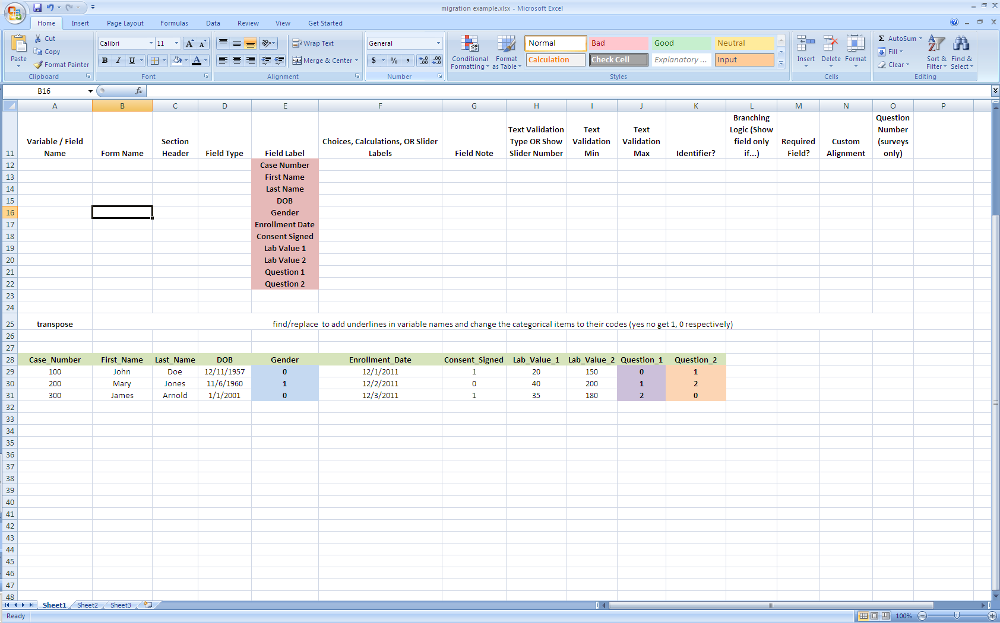 migration example.xlsx - Microsoft Excel
Home Insert Page Layout Formulas Data Review View Get Started
Paste
Cut
Copy
Format Painter
Clipboard
Calibri 11
B I U A
Font
Wrap Text
Merge & Center
Alignment
General
$ % ,
Number
Conditional Formatting
Format as Table
Normal Bad Good Neutral
Calculation Check Cell Explanatory ... Input
Styles
Insert Delete Format
Cells
Σ AutoSum
Fill
Clear
Sort & Filter
Find & Select
Editing
B16 fx
A B C D E F G H I J K L M N O P
11 Variable / Field Name Form Name Section Header Field Type Field Label Choices, Calculations, OR Slider Labels Field Note Text Validation Type OR Show Slider Number Text Validation Min Text Validation Max Identifier? Branching Logic (Show field only if...) Required Field? Custom Alignment Question Number (surveys only)
12 Case Number
13 First Name
14 Last Name
15 DOB
16 Gender
17 Enrollment Date
18 Consent Signed
19 Lab Value 1
20 Lab Value 2
21 Question 1
22 Question 2
23
24
25 transpose find/replace to add underlines in variable names and change the categorical items to their codes (yes no get 1, 0 respectively)
26
27
28 Case_Number First_Name Last_Name DOB Gender Enrollment_Date Consent_Signed Lab_Value_1 Lab_Value_2 Question_1 Question_2
29 100 John Doe 12/11/1957 0 12/1/2011 1 20 150 0 1
30 200 Mary Jones 11/6/1960 1 12/2/2011 0 40 200 1 2
31 300 James Arnold 1/1/2001 0 12/3/2011 1 35 180 2 0
32
33
34
35
36
37
38
39
40
41
42
43
44
45
46
47
48
Sheet1 Sheet2 Sheet3
Ready 100%